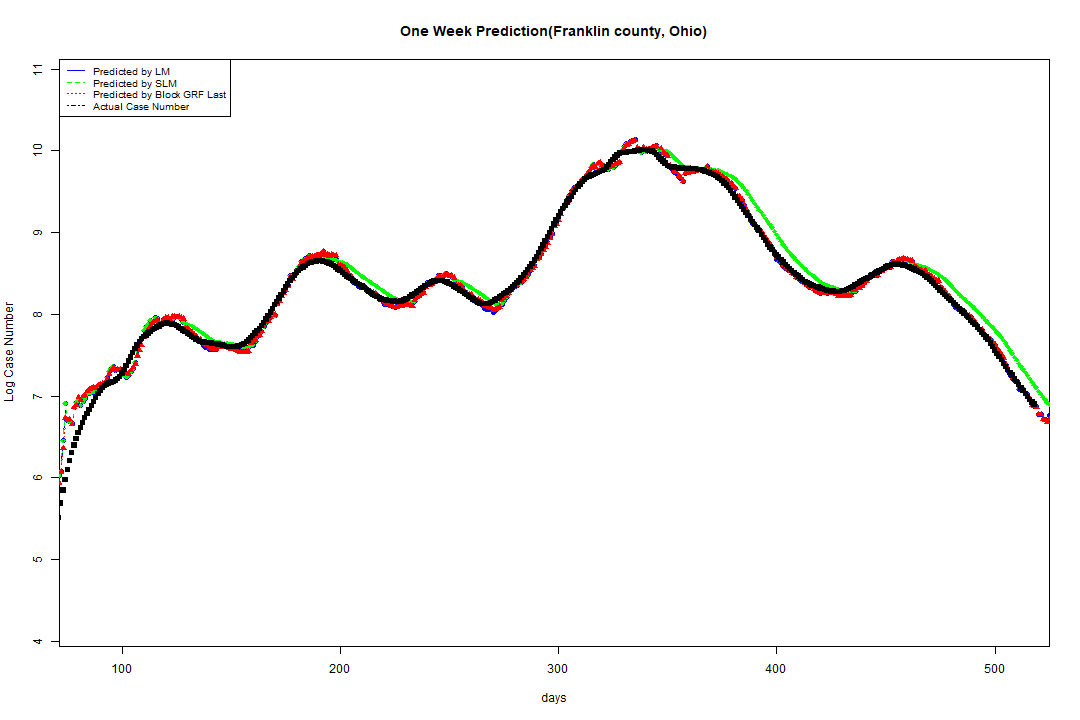 One Week Prediction(Franklin county, Ohio)
Predicted by LM
Predicted by SLM
Predicted by Block GRF Last
Actual Case Number
11
10
9
8
7
6
5
4
Log Case Number
100 200 300 400 500
days